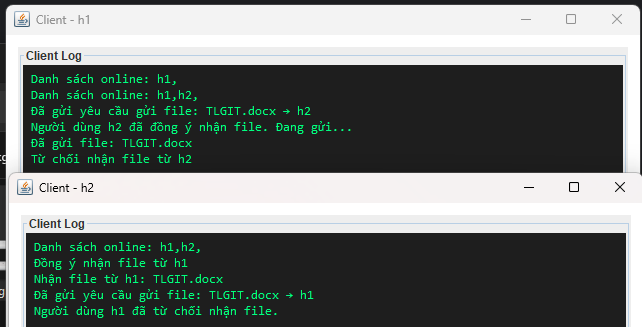 Client - h1
Client Log
Danh sách online: h1,
Danh sách online: h1,h2,
Đã gửi yêu cầu gửi file: TLGIT.docx → h2
Người dùng h2 đã đồng ý nhận file. Đang gửi...
Đã gửi file: TLGIT.docx
Từ chối nhận file từ h2
Client - h2
Client Log
Danh sách online: h1,h2,
Đồng ý nhận file từ h1
Nhận file từ h1: TLGIT.docx
Đã gửi yêu cầu gửi file: TLGIT.docx → h1
Người dùng h1 đã từ chối nhận file.